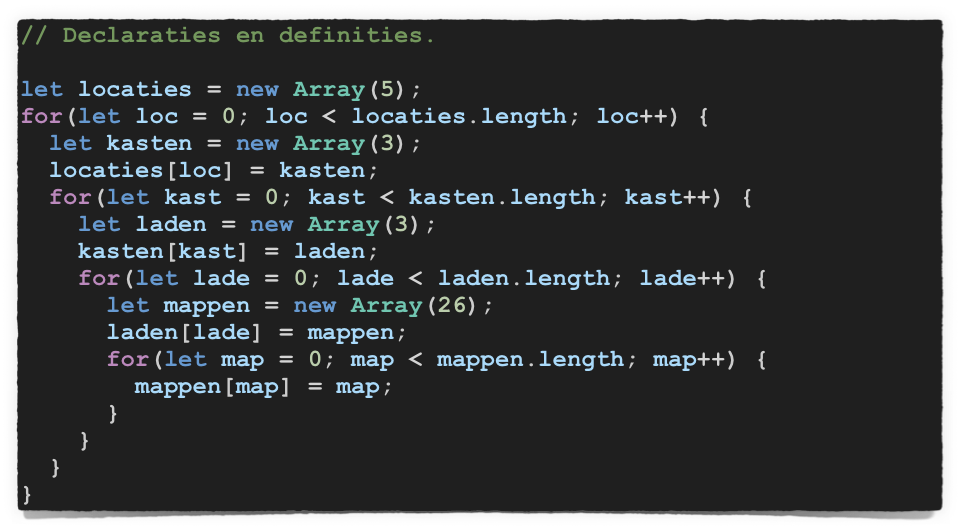 // Declaraties en definities.

let locaties = new Array(5);
for(let loc = 0; loc < locaties.length; loc++) {
  let kasten = new Array(3);
  locaties[loc] = kasten;
  for(let kast = 0; kast < kasten.length; kast++) {
    let laden = new Array(3);
    kasten[kast] = laden;
    for(let lade = 0; lade < laden.length; lade++) {
      let mappen = new Array(26);
      laden[lade] = mappen;
      for(let map = 0; map < mappen.length; map++) {
        mappen[map] = map;
      }
    }
  }
}